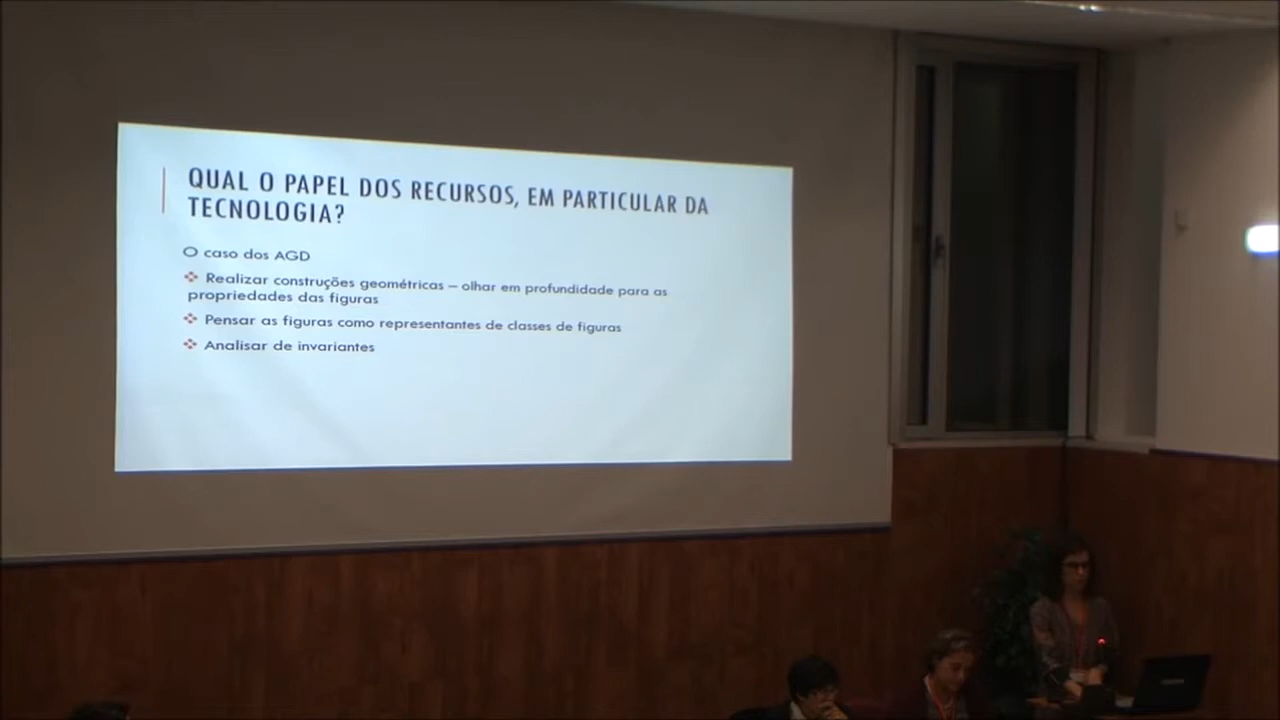 QUAL O PAPEL DOS RECURSOS, EM PARTICULAR DA
TECNOLOGIA?
O caso dos AGD
Realizar construções geométricas – olhar em profundidade para as
propriedades das figuras
Pensar as figuras como representantes de classes de figuras
Analisar de invariantes